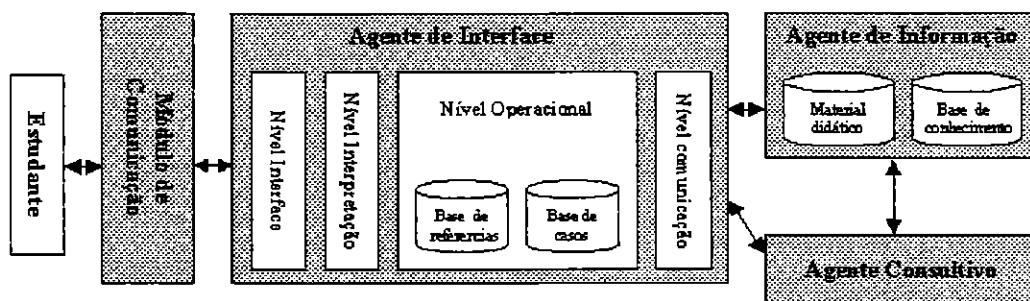 Estudante
Módulo de
Comunicação
Agente de Interface
Nível Interface
Nível Interpretação
Nível Operacional
Base de
referencias
Base de
casos
Nível comunicação
Agente de Informação
Material
didático
Base de
conhecimento
Agente Consultivo